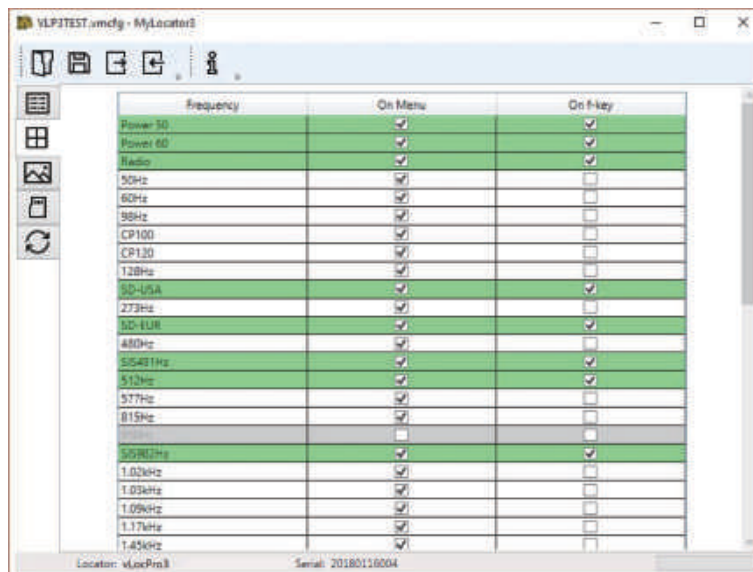 VLP3TEST.vmcfg - MyLocator3
Frequency On Menu On f-key
Power 50
Power 60
Radio
50Hz
60Hz
98Hz
CP100
CP120
128Hz
SD-USA
273Hz
SD-EUR
480Hz
SIS491Hz
512Hz
577Hz
815Hz
SIS982Hz
1.02kHz
1.03kHz
1.09kHz
1.17kHz
1.45kHz
Locator: vLocPro3 Serial: 20180116004